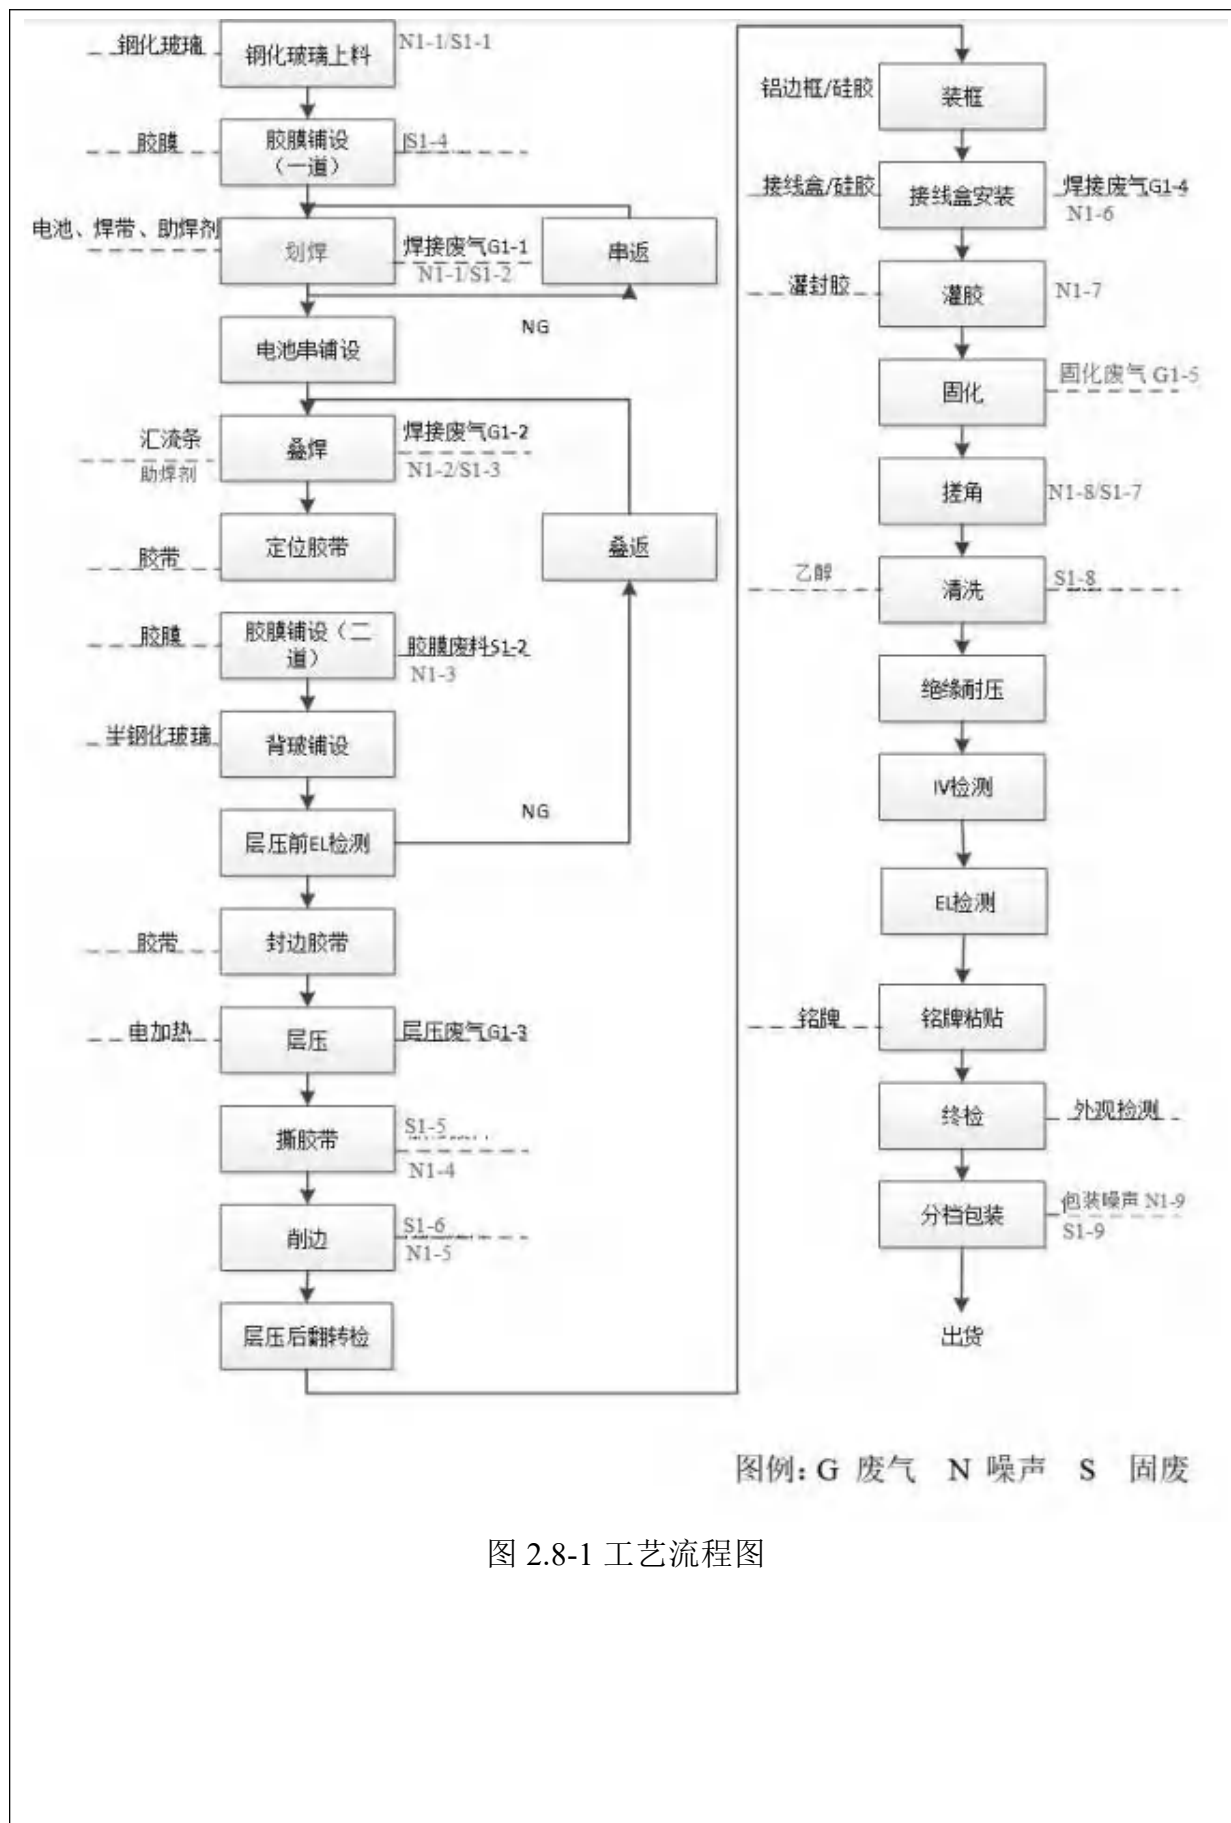 钢化玻璃
钢化玻璃上料
N1-1/S1-1
胶膜
胶膜铺设
（一道）
S1-4
电池、焊带、助焊剂
划焊
焊接废气G1-1
N1-1/S1-2
串返
NG
电池串铺设
汇流条
助焊剂
叠焊
焊接废气G1-2
N1-2/S1-3
胶带
定位胶带
叠返
胶膜
胶膜铺设（二
道）
胶膜废料S1-2
N1-3
半钢化玻璃
背玻铺设
层压前EL检测
NG
胶带
封边胶带
电加热
层压
层压废气G1-3
撕胶带
S1-5
N1-4
削边
S1-6
N1-5
层压后翻转检
铝边框/硅胶
装框
接线盒/硅胶
接线盒安装
焊接废气G1-4
N1-6
灌封胶
灌胶
N1-7
固化
固化废气 G1-5
搓角
N1-8/S1-7
乙醇
清洗
S1-8
绝缘耐压
IV检测
EL检测
铭牌
铭牌粘贴
终检
外观检测
分档包装
包装噪声 N1-9
S1-9
出货
图例：G 废气 N 噪声 S 固废
图 2.8-1 工艺流程图